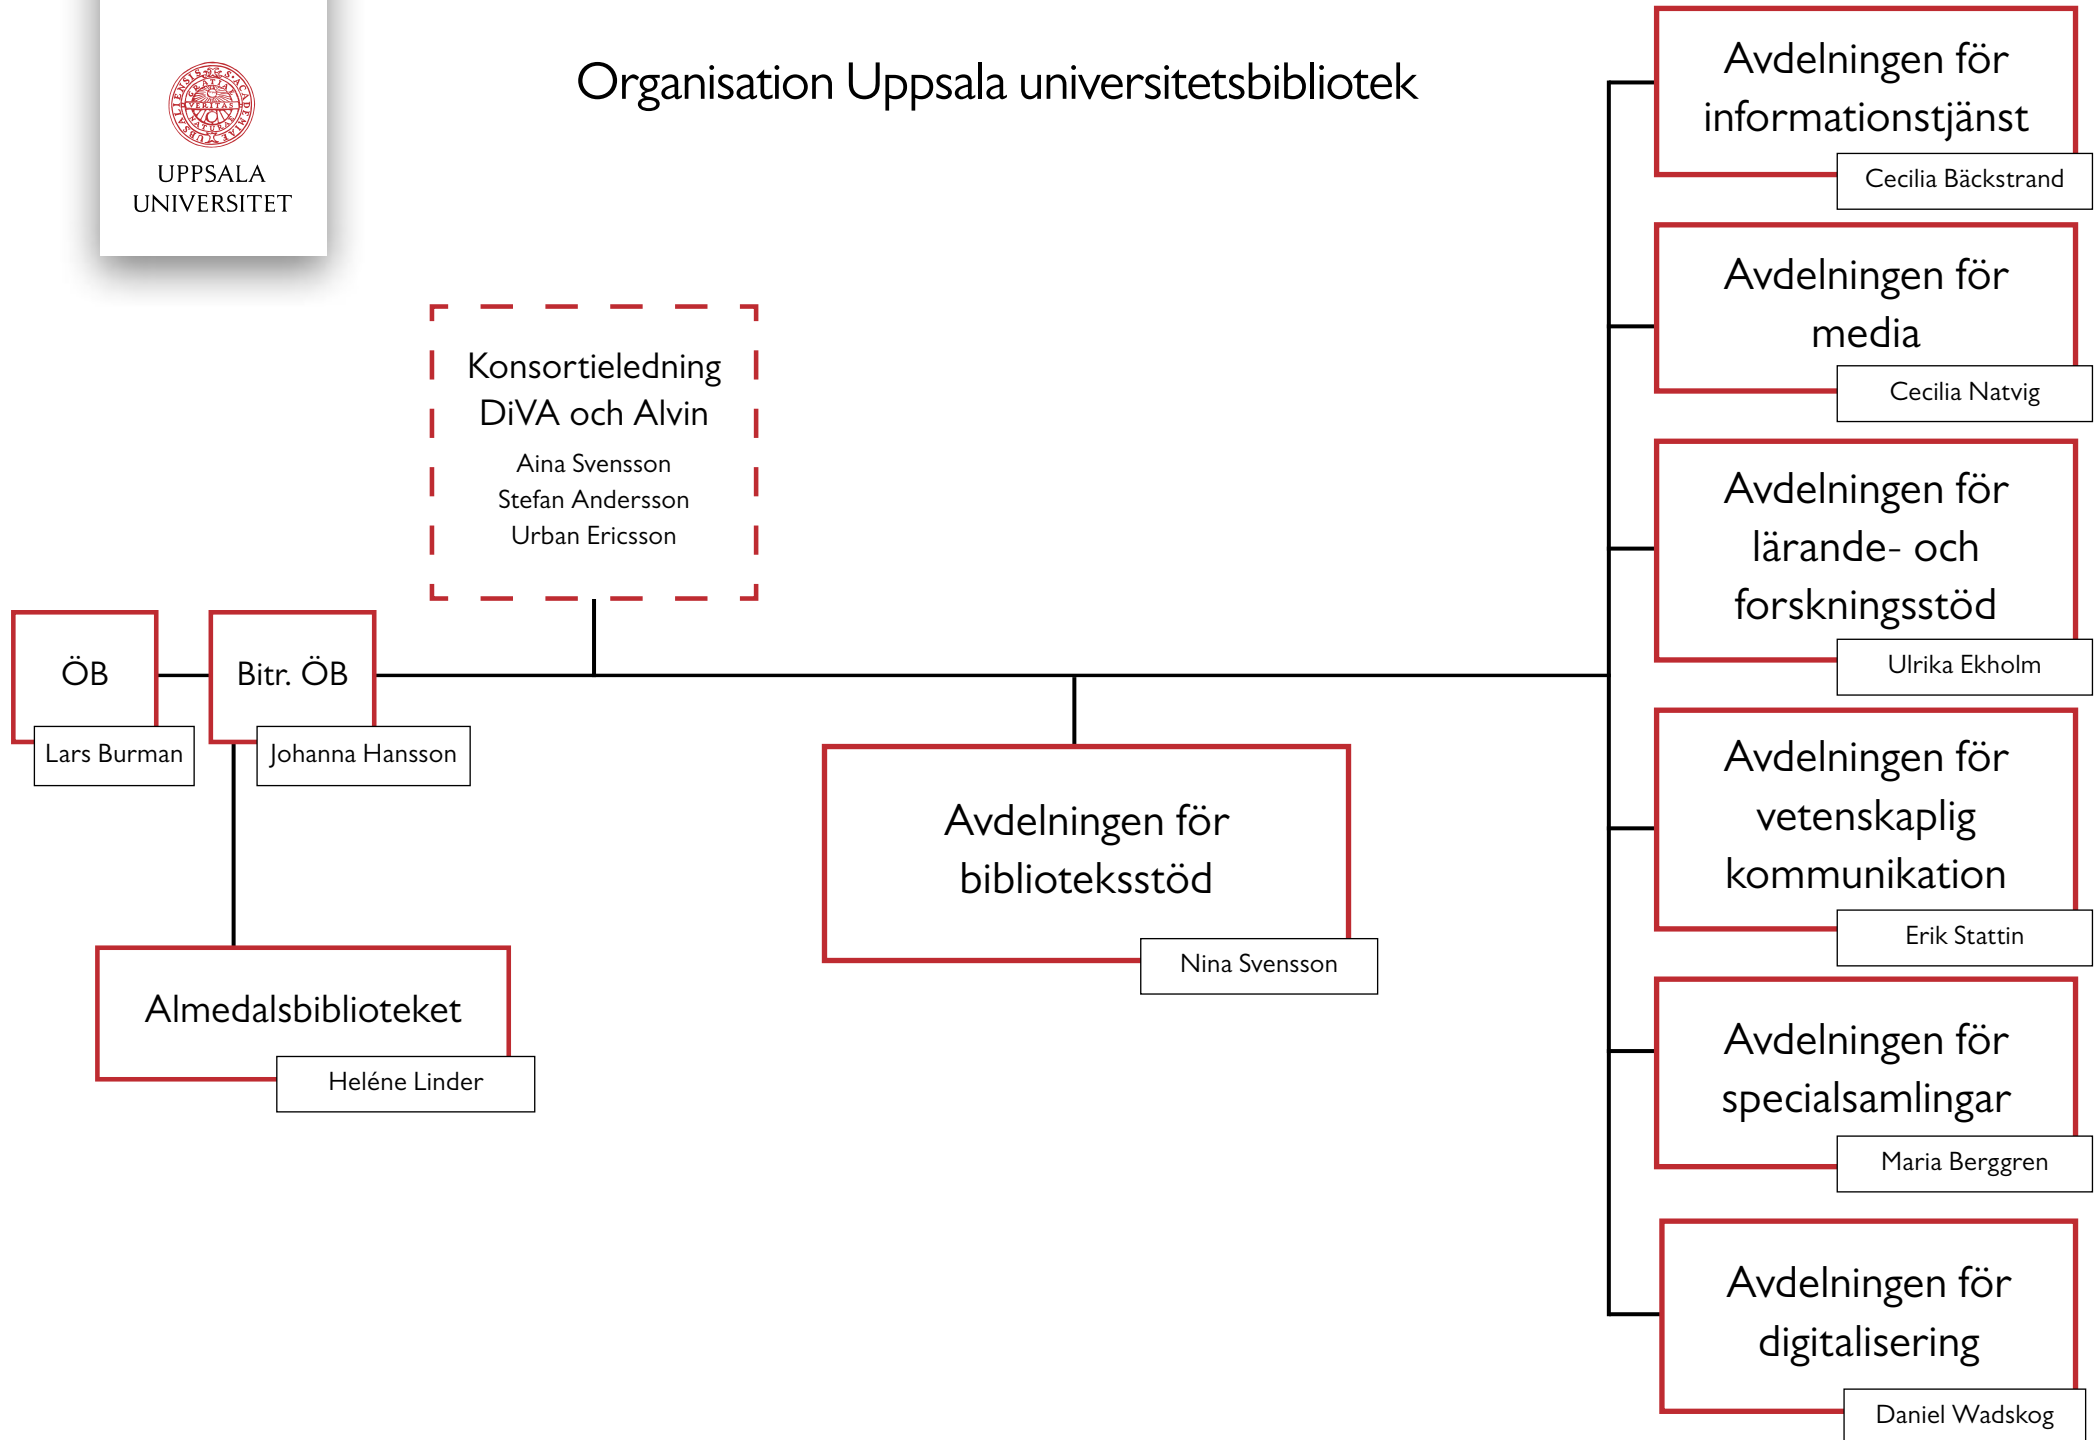 UPPSALA
UNIVERSITET
Organisation Uppsala universitetsbibliotek
Konsortieledning
DiVA och Alvin
Aina Svensson
Stefan Andersson
Urban Ericsson
ÖB
Lars Burman
Bitr. ÖB
Johanna Hansson
Almedalsbiblioteket
Heléne Linder
Avdelningen för
biblioteksstöd
Nina Svensson
Avdelningen för
informationstjänst
Cecilia Bäckstrand
Avdelningen för
media
Cecilia Natvig
Avdelningen för
lärande- och
forskningsstöd
Ulrika Ekholm
Avdelningen för
vetenskaplig
kommunikation
Erik Stattin
Avdelningen för
specialsamlingar
Maria Berggren
Avdelningen för
digitalisering
Daniel Wadskog